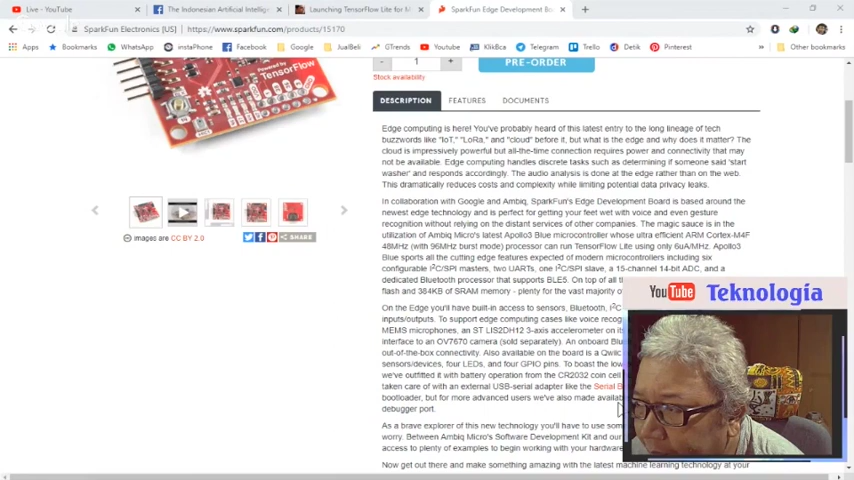 Live - YouTube
The Indonesian Artificial Intellige
Launching TensorFlow Lite for M
SparkFun Edge Development Boa
SparkFun Electronics [US]
https://www.sparkfun.com/products/15170
Apps
Bookmarks
WhatsApp
instaPhone
Facebook
Google
JualBeli
GTrends
KlikBca
Telegram
Trello
Detik
Pinterest
Other bookmarks
Powered by
TensorFlow
- 1 +
PRE-ORDER
Stock availability
DESCRIPTION
FEATURES
DOCUMENTS
Edge computing is here! You've probably heard of this latest entry to the long lineage of tech
buzzwords like "IoT," "LoRa," and "cloud" before it, but what is the edge and why does it matter? The
cloud is impressively powerful but all-the-time connection requires power and connectivity that may
not be available. Edge computing handles discrete tasks such as determining if someone said 'start
washer' and responds accordingly. The audio analysis is done at the edge rather than on the web.
This dramatically reduces costs and complexity while limiting potential data privacy leaks.
In collaboration with Google and Ambiq, SparkFun's Edge Development Board is based around the
newest edge technology and is perfect for getting your feet wet with voice and even gesture
recognition without relying on the distant services of other companies. The magic sauce is in the
utilization of Ambiq Micro's latest Apollo3 Blue microcontroller whose ultra efficient ARM Cortex-M4F
48MHz (with 96MHz burst mode) processor can run TensorFlow Lite using only 6uA/MHz. Apollo3
Blue sports all the cutting edge features expected of modern microcontrollers including six
configurable I²C/SPI masters, two UARTs, one I²C/SPI slave, a 15-channel 14-bit ADC, and a
dedicated Bluetooth processor that supports BLE5. On top of all
flash and 384KB of SRAM memory - plenty for the vast majority o
On the Edge you'll have built-in access to sensors, Bluetooth, I²C
inputs/outputs. To support edge computing cases like voice recog
MEMS microphones, an ST LIS2DH12 3-axis accelerometer on its
interface to an OV7670 camera (sold separately). An onboard Blu
out-of-the-box connectivity. Also available on the board is a Qwiic
sensors/devices, four LEDs, and four GPIO pins. To boast the low
we've outfitted it with battery operation from the CR2032 coin cell
taken care of with an external USB-serial adapter like the Serial B
bootloader, but for more advanced users we've also made availab
debugger port.
As a brave explorer of this new technology you'll have to use som
worry. Between Ambiq Micro's Software Development Kit and our
access to plenty of examples to begin working with your hardware
Now get out there and make something amazing with the latest machine learning technology at your
images are CC BY 2.0
SHARE
YouTube Teknologia